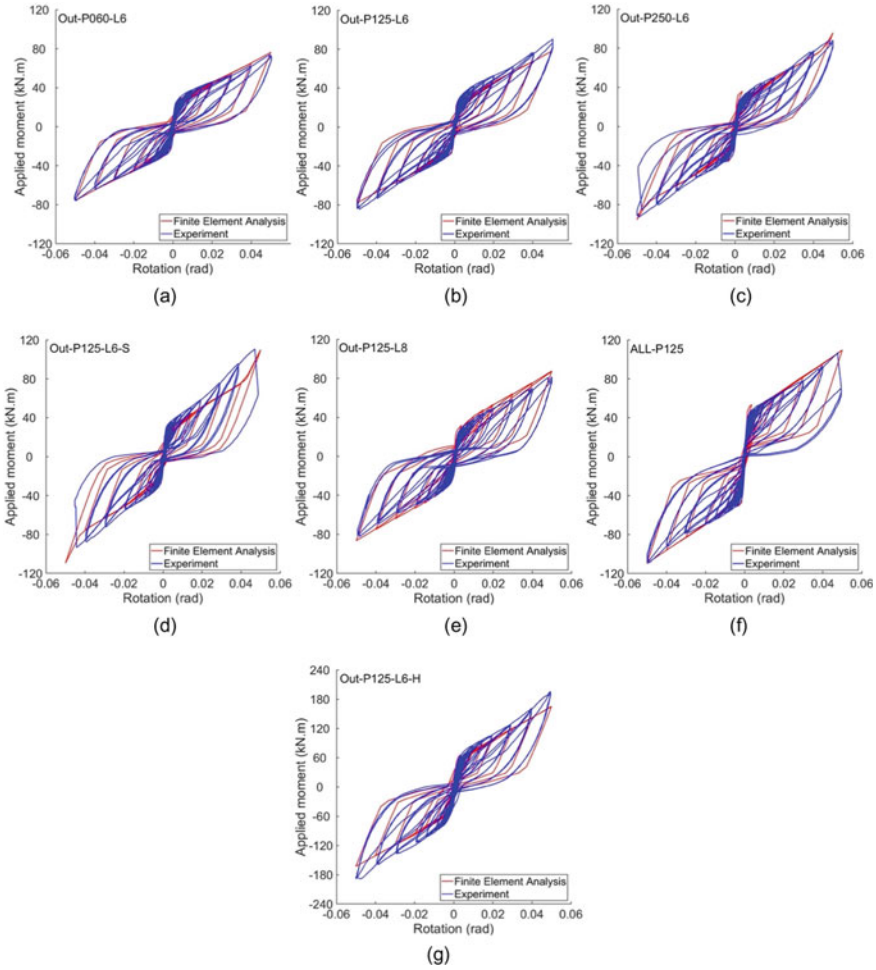 Out-P060-L6
Applied moment (kN.m)
120
80
40
0
-40
-80
-120
Finite Element Analysis
Experiment
-0.06 -0.04 -0.02 0 0.02 0.04 0.06
Rotation (rad)
(a)
Out-P125-L6
Applied moment (kN.m)
120
80
40
0
-40
-80
-120
Finite Element Analysis
Experiment
-0.06 -0.04 -0.02 0 0.02 0.04 0.06
Rotation (rad)
(b)
Out-P250-L6
Applied moment (kN.m)
120
80
40
0
-40
-80
-120
Finite Element Analysis
Experiment
-0.06 -0.04 -0.02 0 0.02 0.04 0.06
Rotation (rad)
(c)
Out-P125-L6-S
Applied moment (kN.m)
120
80
40
0
-40
-80
-120
Finite Element Analysis
Experiment
-0.06 -0.04 -0.02 0 0.02 0.04 0.06
Rotation (rad)
(d)
Out-P125-L8
Applied moment (kN.m)
120
80
40
0
-40
-80
-120
Finite Element Analysis
Experiment
-0.06 -0.04 -0.02 0 0.02 0.04 0.06
Rotation (rad)
(e)
ALL-P125
Applied moment (kN.m)
120
80
40
0
-40
-80
-120
Finite Element Analysis
Experiment
-0.06 -0.04 -0.02 0 0.02 0.04 0.06
Rotation (rad)
(f)
Out-P125-L6-H
Applied moment (kN.m)
240
180
120
60
0
-60
-120
-180
-240
Finite Element Analysis
Experiment
-0.06 -0.04 -0.02 0 0.02 0.04 0.06
Rotation (rad)
(g)